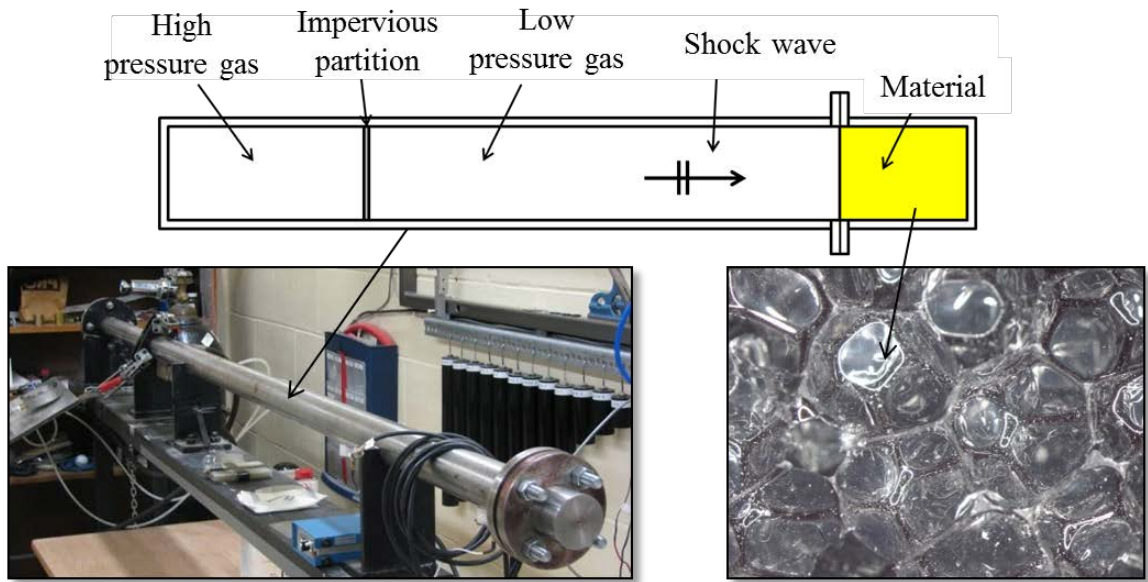 High
pressure gas
Impervious
partition
Low
pressure gas
Shock wave
Material